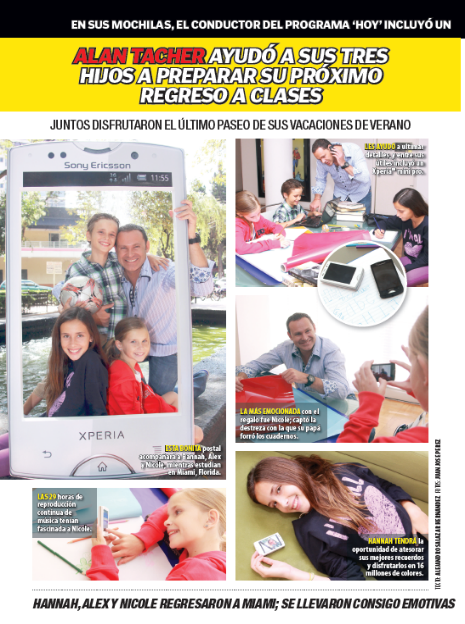 EN SUS MOCHILAS, EL CONDUCTOR DEL PROGRAMA ‘HOY’ INCLUYÓ UN
ALAN TACHER AYUDÓ A SUS TRES
HIJOS A PREPARAR SU PRÓXIMO
REGRESO A CLASES
JUNTOS DISFRUTARON EL ÚLTIMO PASEO DE SUS VACACIONES DE VERANO
Sony Ericsson
11:55
XPERIA
ESTA BONITA postal
acompañará a Hannah, Alex
y Nicole, mientras estudian
en Miami, Florida.
LES AYUDÓ a ultimar
detalles y entre sus
útiles incluyó un
Xperia™ mini pro.
LA MÁS EMOCIONADA con el
regalo fue Nicole; captó la
destreza con la que su papá
forró los cuadernos.
LAS 29 horas de
reproducción
continua de
música tenían
fascinada a Nicole.
HANNAH TENDRÁ la
oportunidad de atesorar
sus mejores recuerdos
y disfrutarlos en 16
millones de colores.
TEXTO: ALEJANDRO SALAZAR HERNÁNDEZ FOTOS: JUAN JOSÉ PÉREZ
HANNAH, ALEX Y NICOLE REGRESARON A MIAMI; SE LLEVARON CONSIGO EMOTIVAS